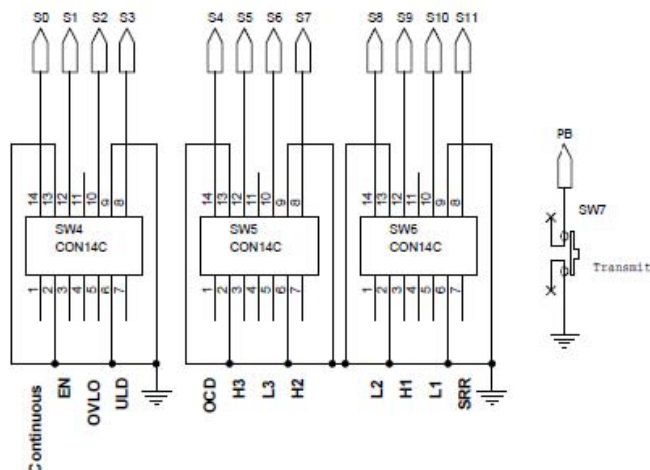 S0 S1 S2 S3 S4 S5 S6 S7 S8 S9 S10 S11
PB
14 13 12 11 10 9 8 14 13 12 11 10 9 8 14 13 12 11 10 9 8
SW7
SW4 SW5 SW6
CON14C CON14C CON14C
Transmit
1 2 3 4 5 6 7 1 2 3 4 5 6 7 1 2 3 4 5 6 7
Continuous EN OVLO ULD OCD H3 L3 H2 L2 H1 L1 SRR